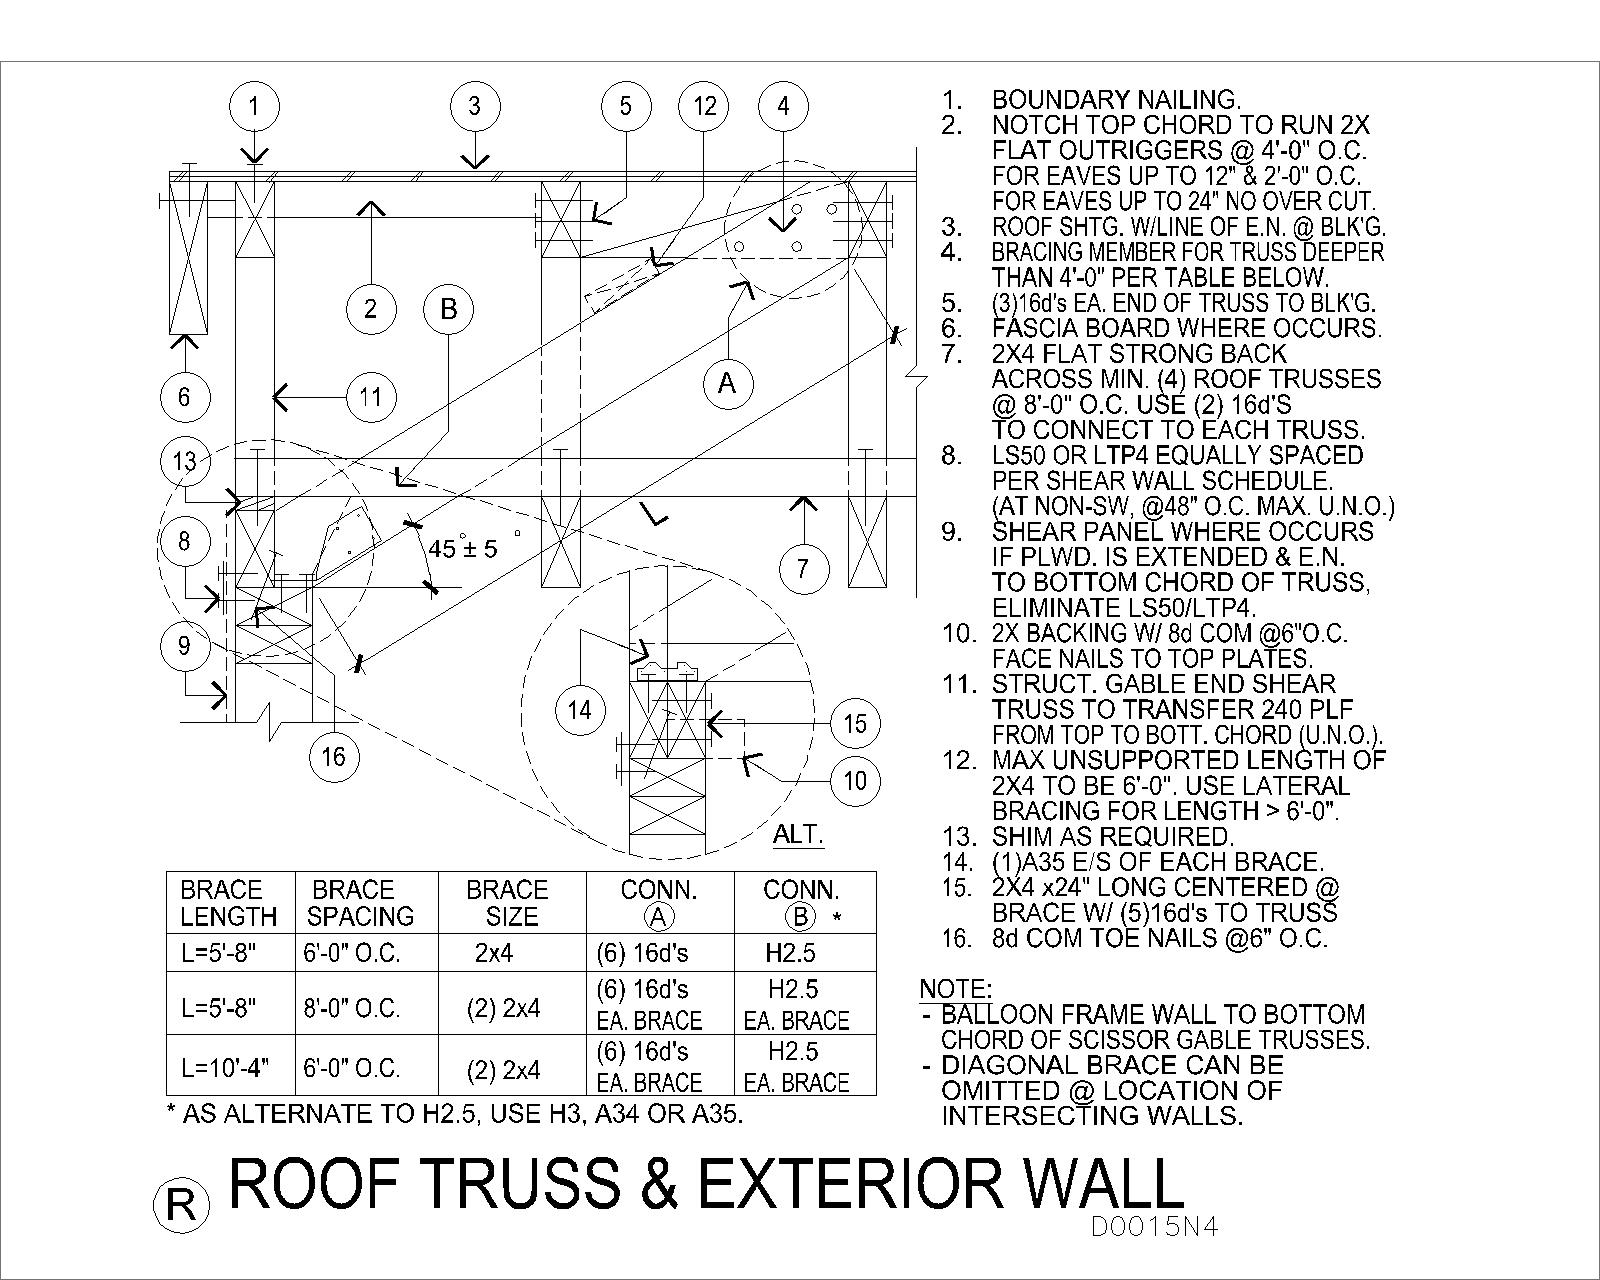 1
3
5
12
4
2
B
A
6
11
13
8
45°± 5 °
7
9
14
15
16
10
ALT.
1. BOUNDARY NAILING.
2. NOTCH TOP CHORD TO RUN 2X
FLAT OUTRIGGERS @ 4'-0" O.C.
FOR EAVES UP TO 12" & 2'-0" O.C.
FOR EAVES UP TO 24" NO OVER CUT.
3. ROOF SHTG. W/LINE OF E.N. @ BLK'G.
4. BRACING MEMBER FOR TRUSS DEEPER
THAN 4'-0" PER TABLE BELOW.
5. (3)16d's EA. END OF TRUSS TO BLK'G.
6. FASCIA BOARD WHERE OCCURS.
7. 2X4 FLAT STRONG BACK
ACROSS MIN. (4) ROOF TRUSSES
@ 8'-0" O.C. USE (2) 16d'S
TO CONNECT TO EACH TRUSS.
8. LS50 OR LTP4 EQUALLY SPACED
PER SHEAR WALL SCHEDULE.
(AT NON-SW, @48" O.C. MAX. U.N.O.)
9. SHEAR PANEL WHERE OCCURS
IF PLWD. IS EXTENDED & E.N.
TO BOTTOM CHORD OF TRUSS,
ELIMINATE LS50/LTP4.
10. 2X BACKING W/ 8d COM @6"O.C.
FACE NAILS TO TOP PLATES.
11. STRUCT. GABLE END SHEAR
TRUSS TO TRANSFER 240 PLF
FROM TOP TO BOTT. CHORD (U.N.O.).
12. MAX UNSUPPORTED LENGTH OF
2X4 TO BE 6'-0". USE LATERAL
BRACING FOR LENGTH > 6'-0".
13. SHIM AS REQUIRED.
14. (1)A35 E/S OF EACH BRACE.
15. 2X4 x24" LONG CENTERED @
BRACE W/ (5)16d's TO TRUSS
16. 8d COM TOE NAILS @6" O.C.
NOTE:
- BALLOON FRAME WALL TO BOTTOM
CHORD OF SCISSOR GABLE TRUSSES.
- DIAGONAL BRACE CAN BE
OMITTED @ LOCATION OF
INTERSECTING WALLS.
BRACE LENGTH BRACE SPACING BRACE SIZE CONN. A CONN. B *
L=5'-8" 6'-0" O.C. 2x4 (6) 16d's H2.5
L=5'-8" 8'-0" O.C. (2) 2x4 (6) 16d's EA. BRACE H2.5 EA. BRACE
L=10'-4" 6'-0" O.C. (2) 2x4 (6) 16d's EA. BRACE H2.5 EA. BRACE
* AS ALTERNATE TO H2.5, USE H3, A34 OR A35.
R ROOF TRUSS & EXTERIOR WALL
D0015N4